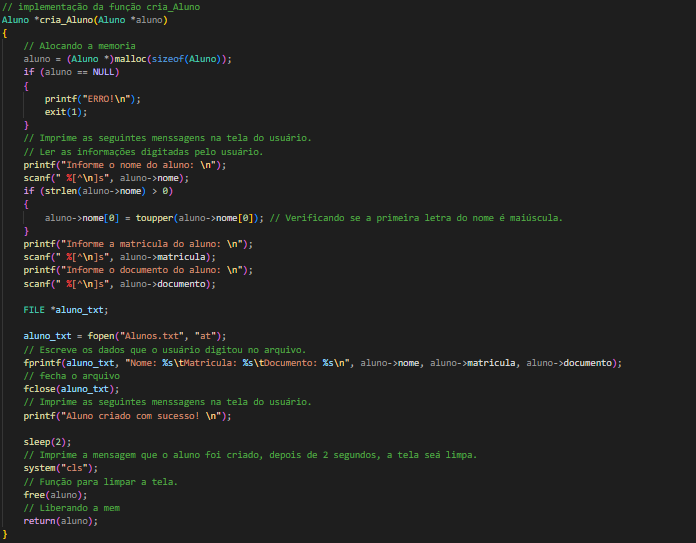 // implementação da função cria_Aluno
Aluno *cria_Aluno(Aluno *aluno)
{
    // Alocando a memoria
    aluno = (Aluno *)malloc(sizeof(Aluno));
    if (aluno == NULL)
    {
        printf("ERRO!\n");
        exit(1);
    }
    // Imprime as seguintes menssagens na tela do usuário.
    // Ler as informações digitadas pelo usuário.
    printf("Informe o nome do aluno: \n");
    scanf(" %[^\n]s", aluno->nome);
    if (strlen(aluno->nome) > 0)
    {
        aluno->nome[0] = toupper(aluno->nome[0]); // Verificando se a primeira letra do nome é maiúscula.
    }
    printf("Informe a matricula do aluno: \n");
    scanf(" %[^\n]s", aluno->matricula);
    printf("Informe o documento do aluno: \n");
    scanf(" %[^\n]s", aluno->documento);

    FILE *aluno_txt;

    aluno_txt = fopen("Alunos.txt", "at");
    // Escreve os dados que o usuário digitou no arquivo.
    fprintf(aluno_txt, "Nome: %s\tMatricula: %s\tDocumento: %s\n", aluno->nome, aluno->matricula, aluno->documento);
    // fecha o arquivo
    fclose(aluno_txt);
    // Imprime as seguintes menssagens na tela do usuário.
    printf("Aluno criado com sucesso! \n");

    sleep(2);
    // Imprime a mensagem que o aluno foi criado, depois de 2 segundos, a tela seá limpa.
    system("cls");
    // Função para limpar a tela.
    free(aluno);
    // Liberando a mem
    return(aluno);
}